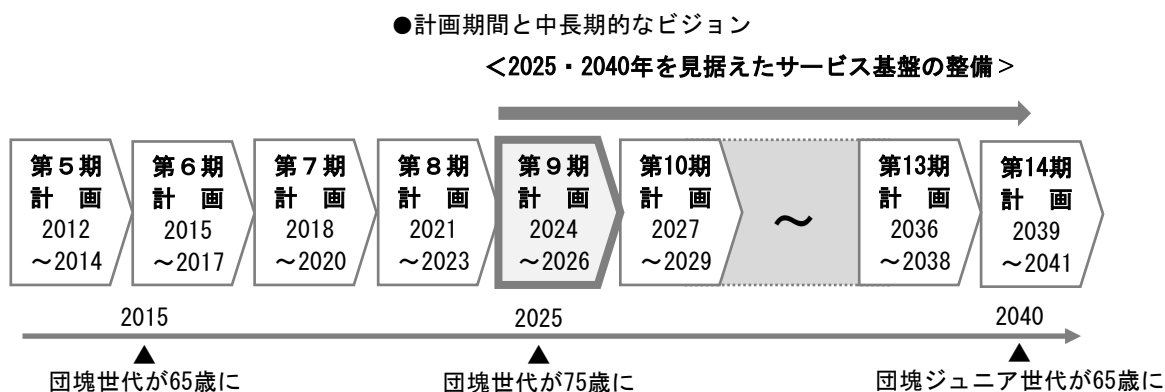 ●計画期間と中長期的なビジョン
＜2025・2040年を見据えたサービス基盤の整備＞
第５期
計　画
2012
～2014
第６期
計　画
2015
～2017
第７期
計　画
2018
～2020
第８期
計　画
2021
～2023
第９期
計　画
2024
～2026
第10期
計　画
2027
～2029
～
第13期
計　画
2036
～2038
第14期
計　画
2039
～2041
2015
2025
2040
▲
▲
▲
団塊世代が65歳に
団塊世代が75歳に
団塊ジュニア世代が65歳に